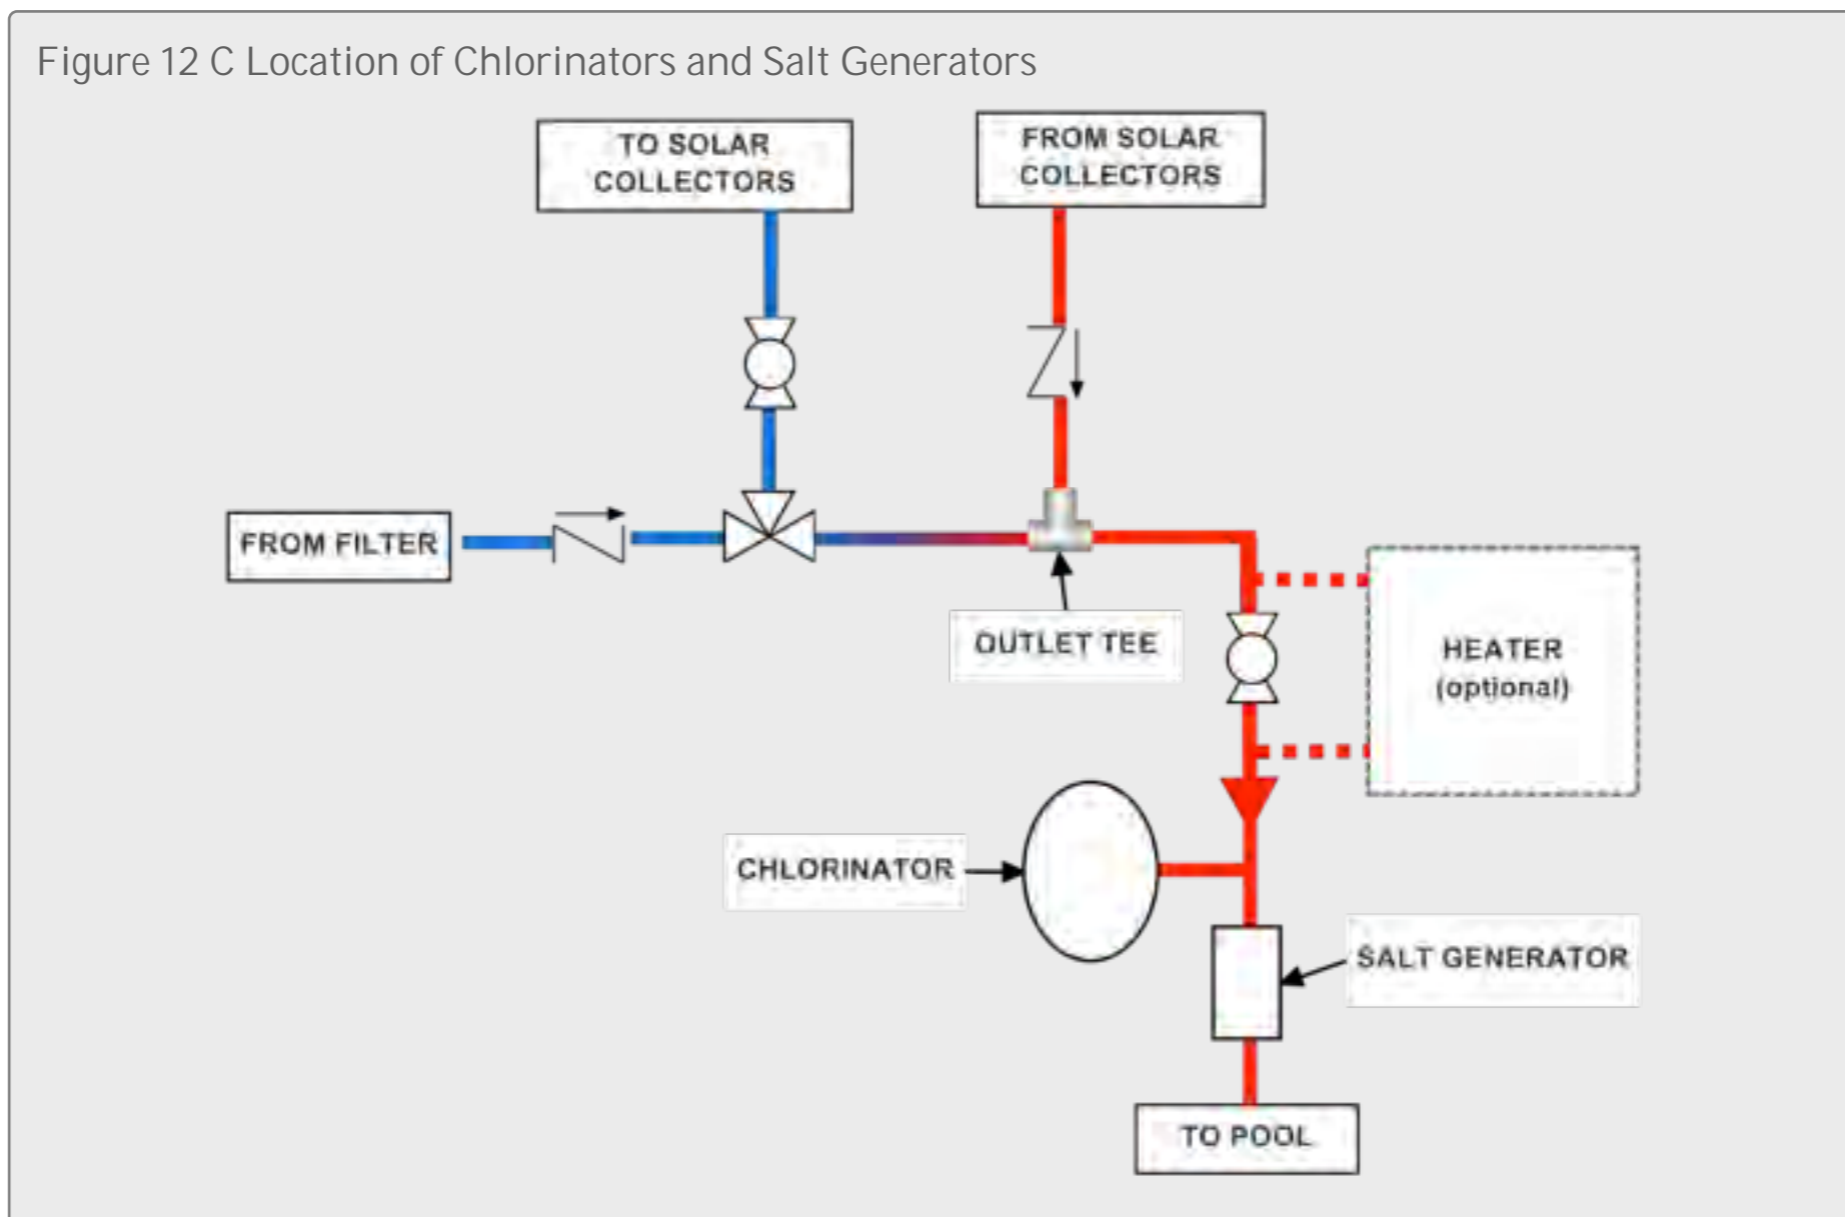 Figure 12 C Location of Chlorinators and Salt Generators
TO SOLAR
COLLECTORS
FROM SOLAR
COLLECTORS
FROM FILTER
OUTLET TEE
HEATER
(optional)
CHLORINATOR
SALT GENERATOR
TO POOL